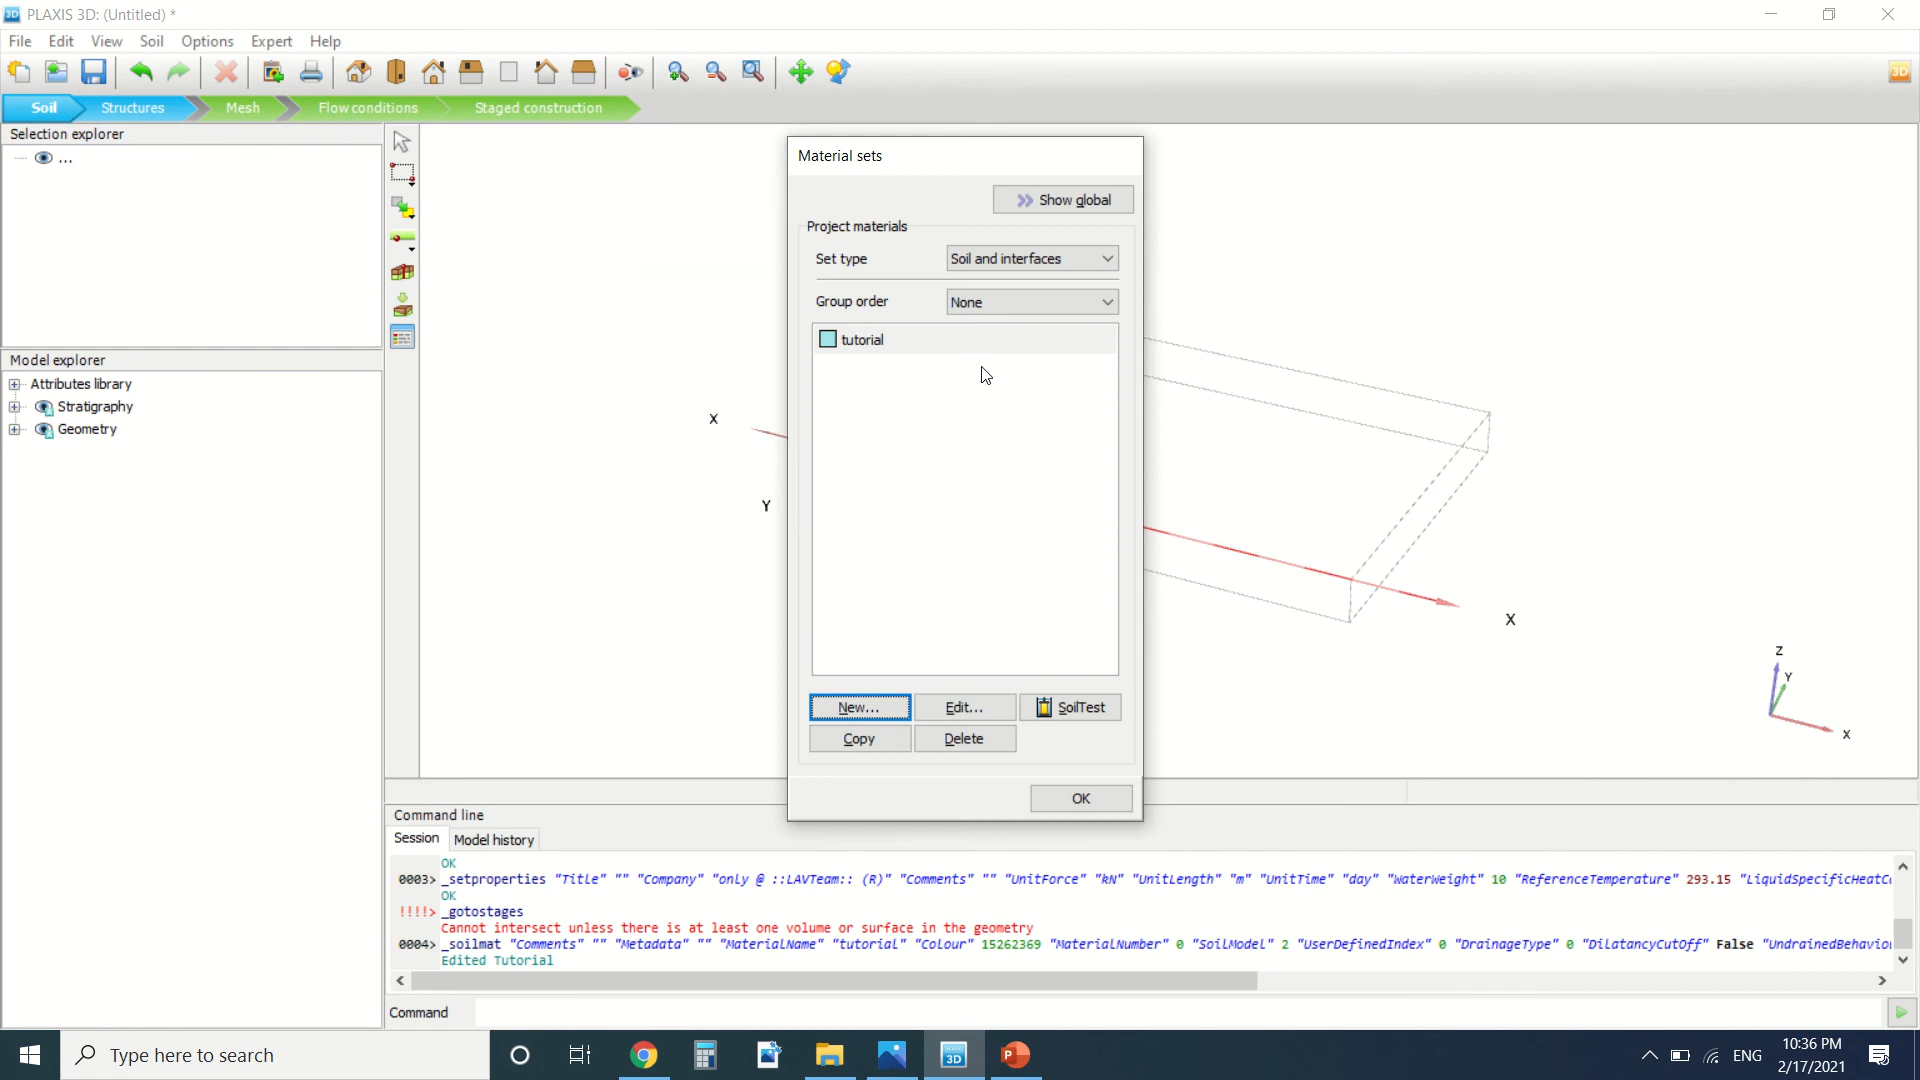 PLAXIS 3D: (Untitled) *
File Edit View Soil Options Expert Help
Soil Structures Mesh Flow conditions Staged construction
Selection explorer
...
Model explorer
Attributes library
Stratigraphy
Geometry
Material sets
Show global
Project materials
Set type Soil and interfaces
Group order None
tutorial
New... Edit... SoilTest
Copy Delete
OK
X
Y
X
Z
Y
X
Command line
Session Model history
OK
0003> _setproperties "Title" "" "Company" "only @ ::LAVTeam:: (R)" "Comments" "" "UnitForce" "kN" "UnitLength" "m" "UnitTime" "day" "WaterWeight" 10 "ReferenceTemperature" 293.15 "LiquidSpecificHeatC
OK
!!!!> _gotostages
Cannot intersect unless there is at least one volume or surface in the geometry
0004> _soilmat "Comments" "" "Metadata" "" "MaterialName" "tutorial" "Colour" 15262369 "MaterialNumber" 0 "SoilModel" 2 "UserDefinedIndex" 0 "DrainageType" 0 "DilatancyCutOff" False "UndrainedBehavio
Edited Tutorial
Command
Type here to search
ENG
10:36 PM
2/17/2021